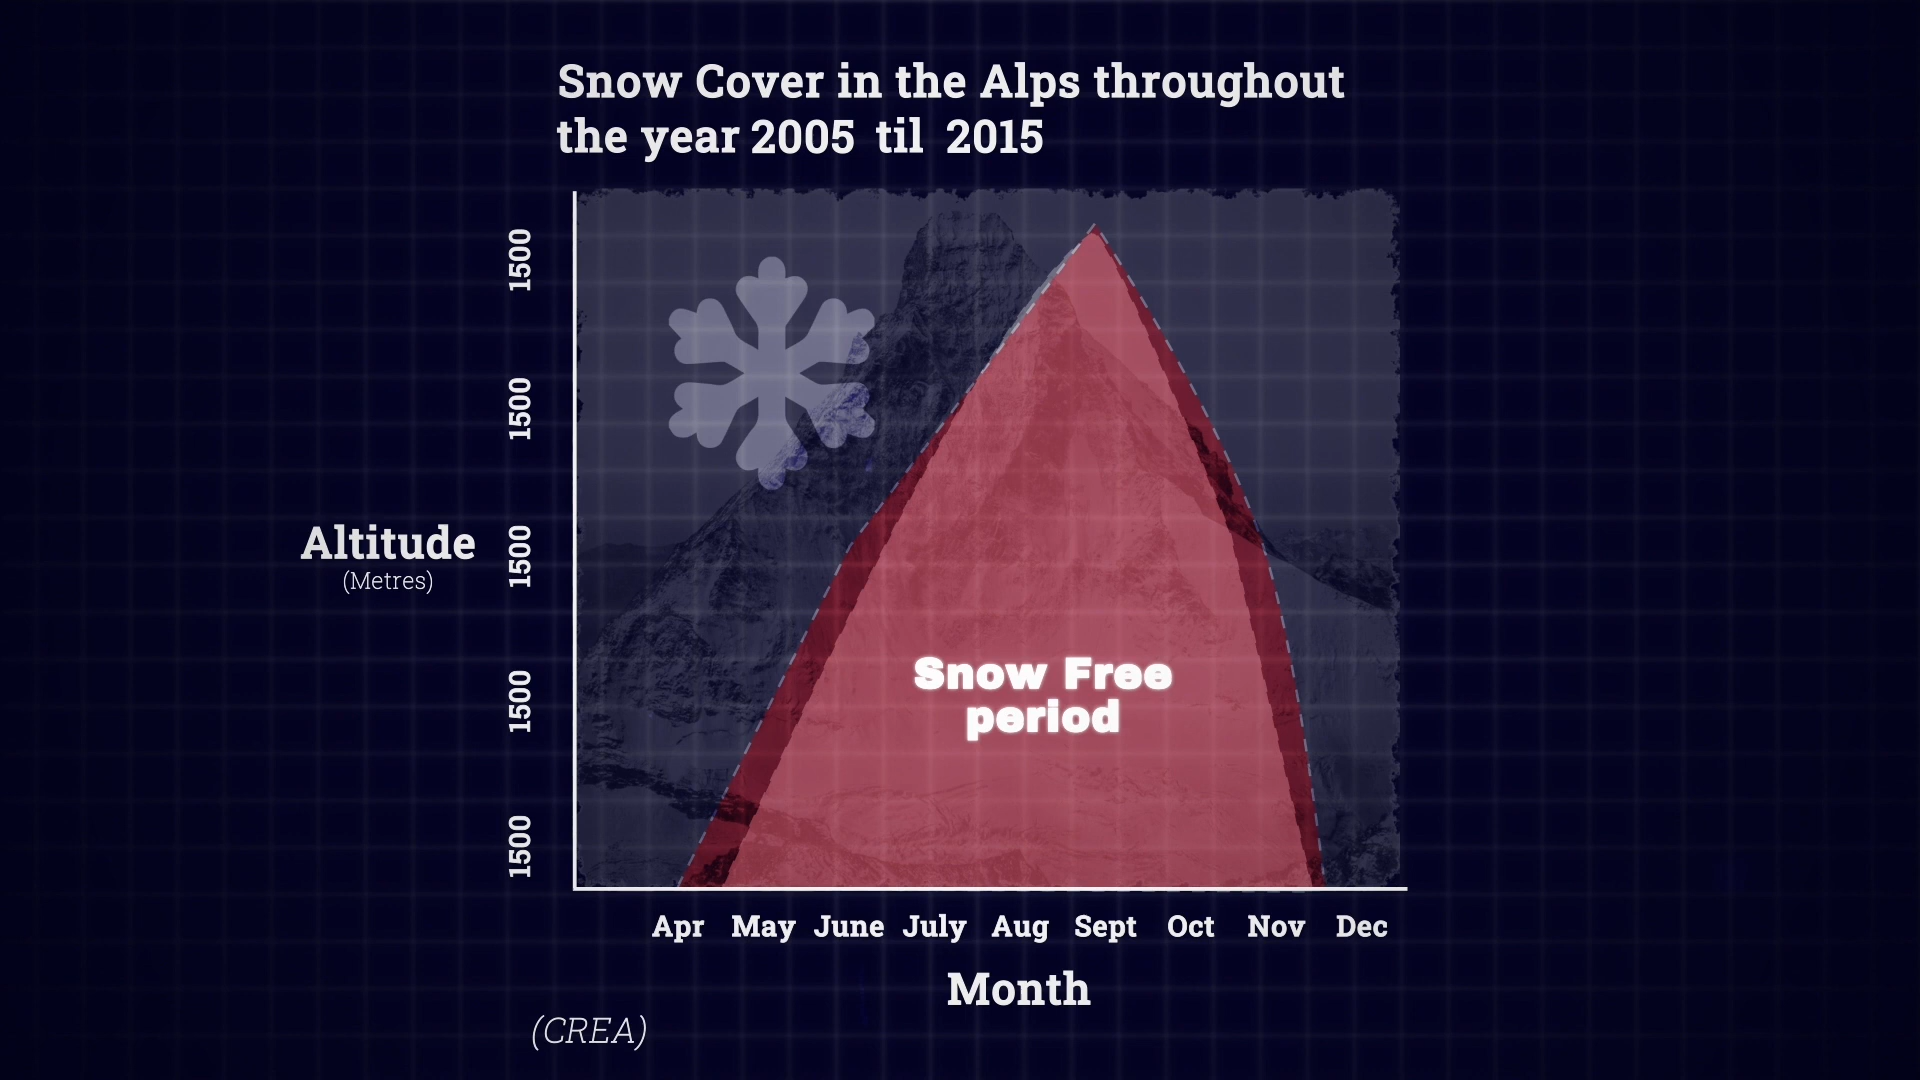 Snow Cover in the Alps throughout
the year 2005 til 2015
1500
1500
1500
1500
1500
Altitude
(Metres)
Snow Free
period
Apr May June July Aug Sept Oct Nov Dec
Month
(CREA)